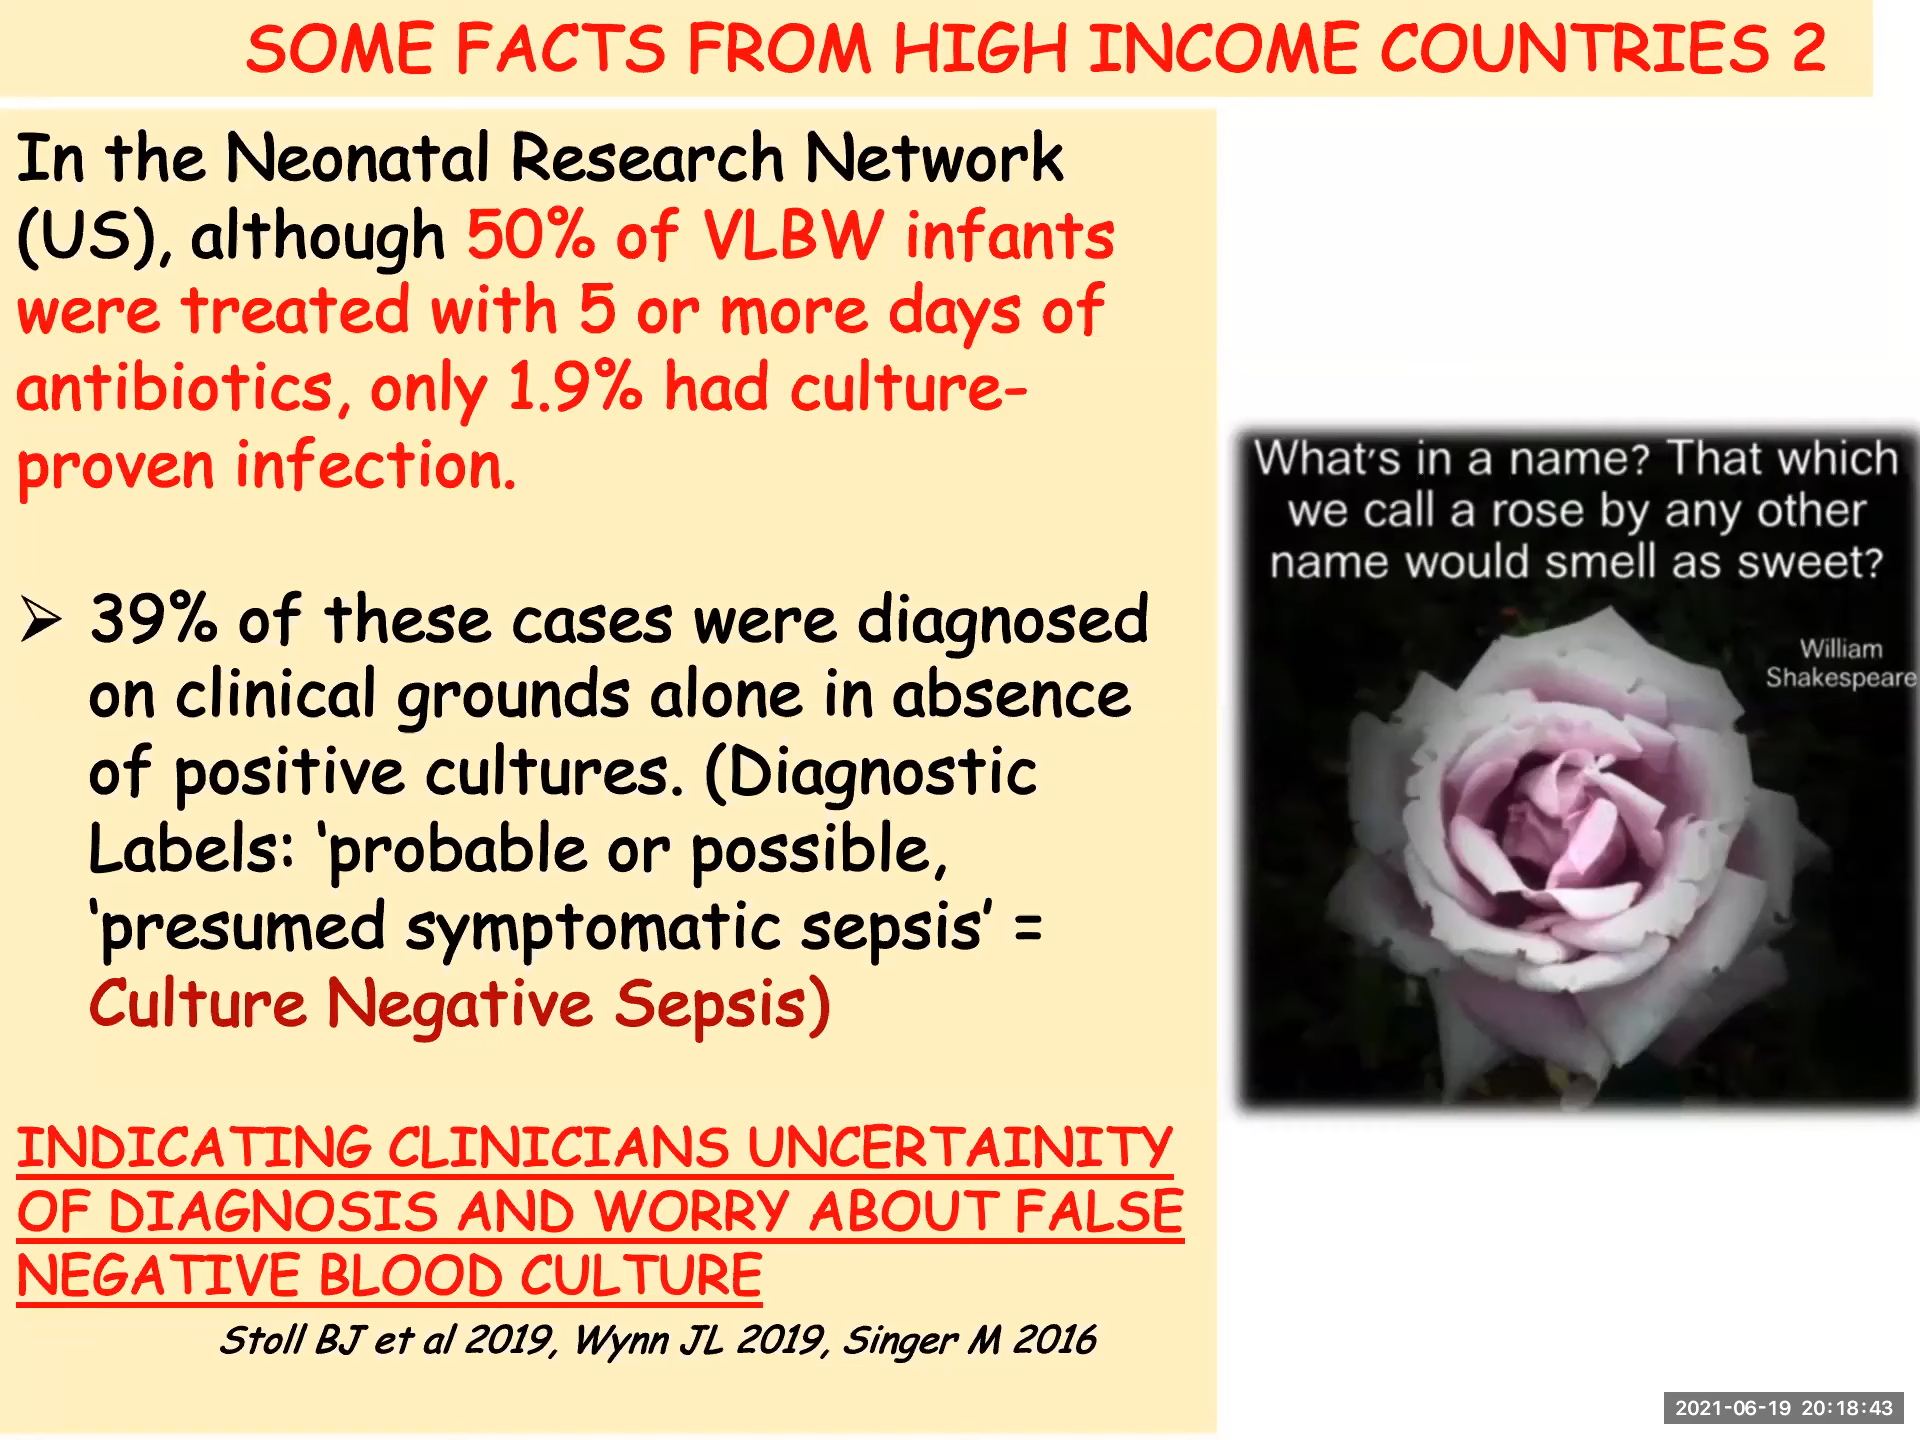 SOME FACTS FROM HIGH INCOME COUNTRIES 2
In the Neonatal Research Network
(US), although 50% of VLBW infants
were treated with 5 or more days of
antibiotics, only 1.9% had culture-
proven infection.
➢ 39% of these cases were diagnosed
on clinical grounds alone in absence
of positive cultures. (Diagnostic
Labels: ‘probable or possible,
‘presumed symptomatic sepsis’ =
Culture Negative Sepsis)
INDICATING CLINICIANS UNCERTAINITY
OF DIAGNOSIS AND WORRY ABOUT FALSE
NEGATIVE BLOOD CULTURE
Stoll BJ et al 2019, Wynn JL 2019, Singer M 2016
What's in a name? That which
we call a rose by any other
name would smell as sweet?
William
Shakespeare
2021-06-19 20:18:43